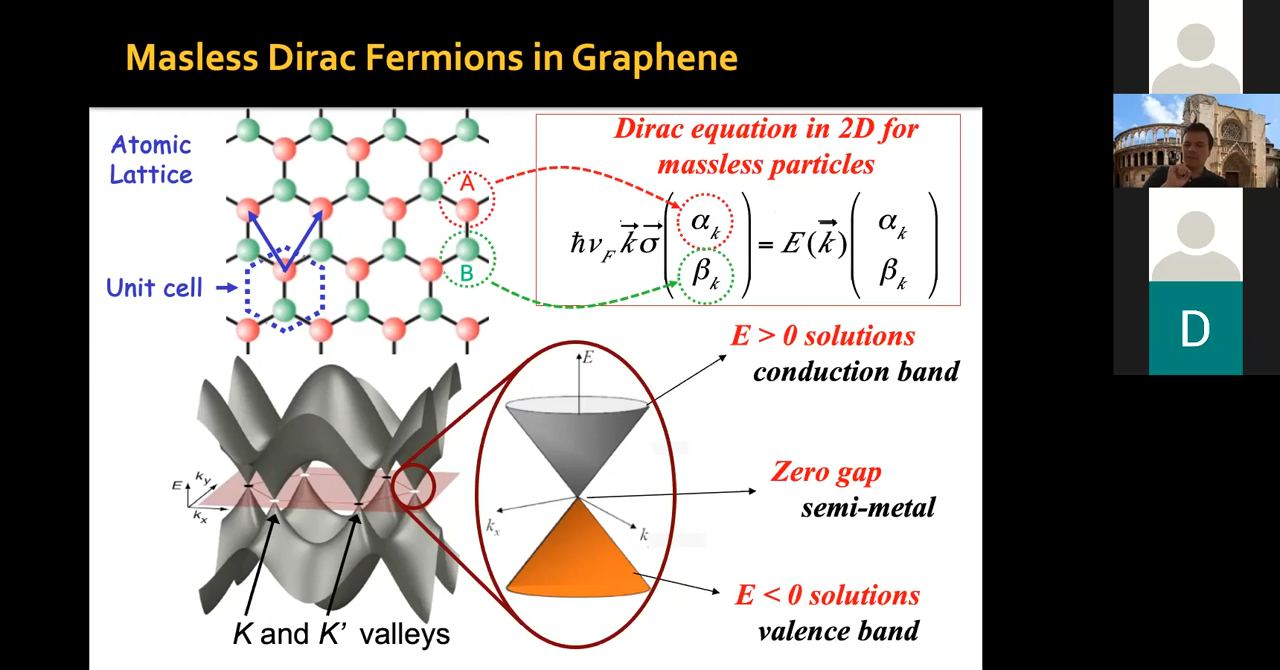 Masless Dirac Fermions in Graphene
Atomic
Lattice
Unit cell
A
B
Dirac equation in 2D for
massless particles
ħν_F k⃗σ⃗ ( α_k β_k ) = E(k⃗) ( α_k β_k )
E > 0 solutions
conduction band
E
Zero gap
semi-metal
k_x
k
E < 0 solutions
valence band
E
k_y
k_x
K and K’ valleys
D